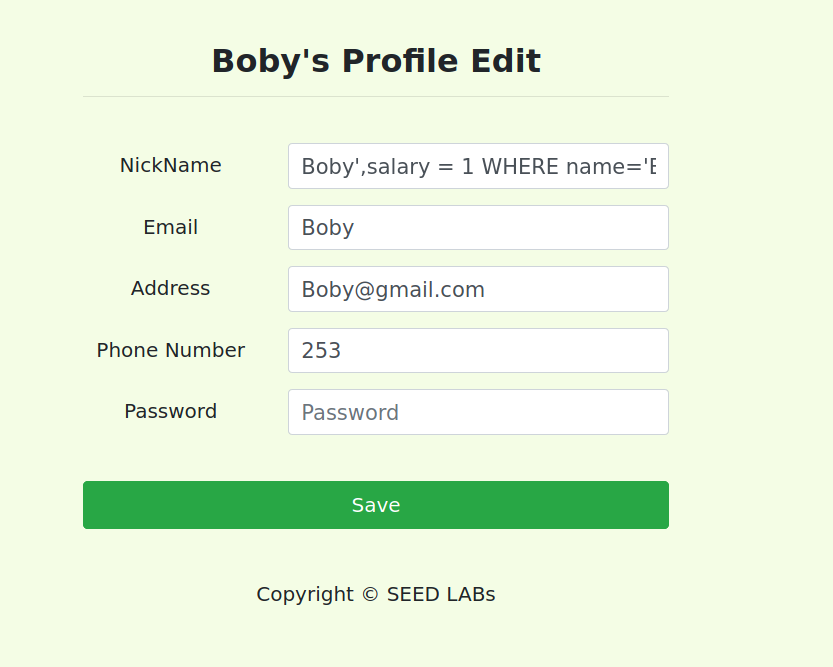 Boby's Profile Edit
NickName Boby',salary = 1 WHERE name='
Email Boby
Address Boby@gmail.com
Phone Number 253
Password Password
Save
Copyright © SEED LABs